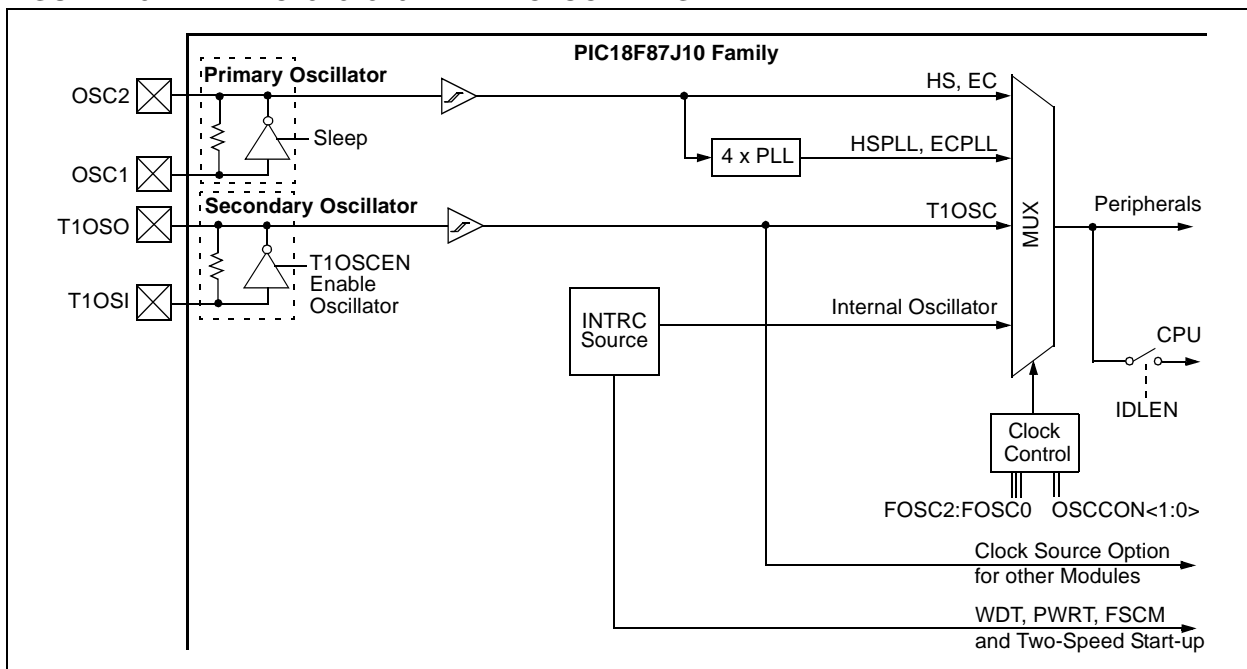 PIC18F87J10 Family
Primary Oscillator
OSC2
HS, EC
Sleep
4 x PLL
HSPLL, ECPLL
OSC1
Secondary Oscillator
T1OSO
T1OSC
MUX
Peripherals
T1OSCEN
Enable
Oscillator
T1OSI
INTRC
Source
Internal Oscillator
CPU
IDLEN
Clock
Control
FOSC2:FOSC0 OSCCON<1:0>
Clock Source Option
for other Modules
WDT, PWRT, FSCM
and Two-Speed Start-up